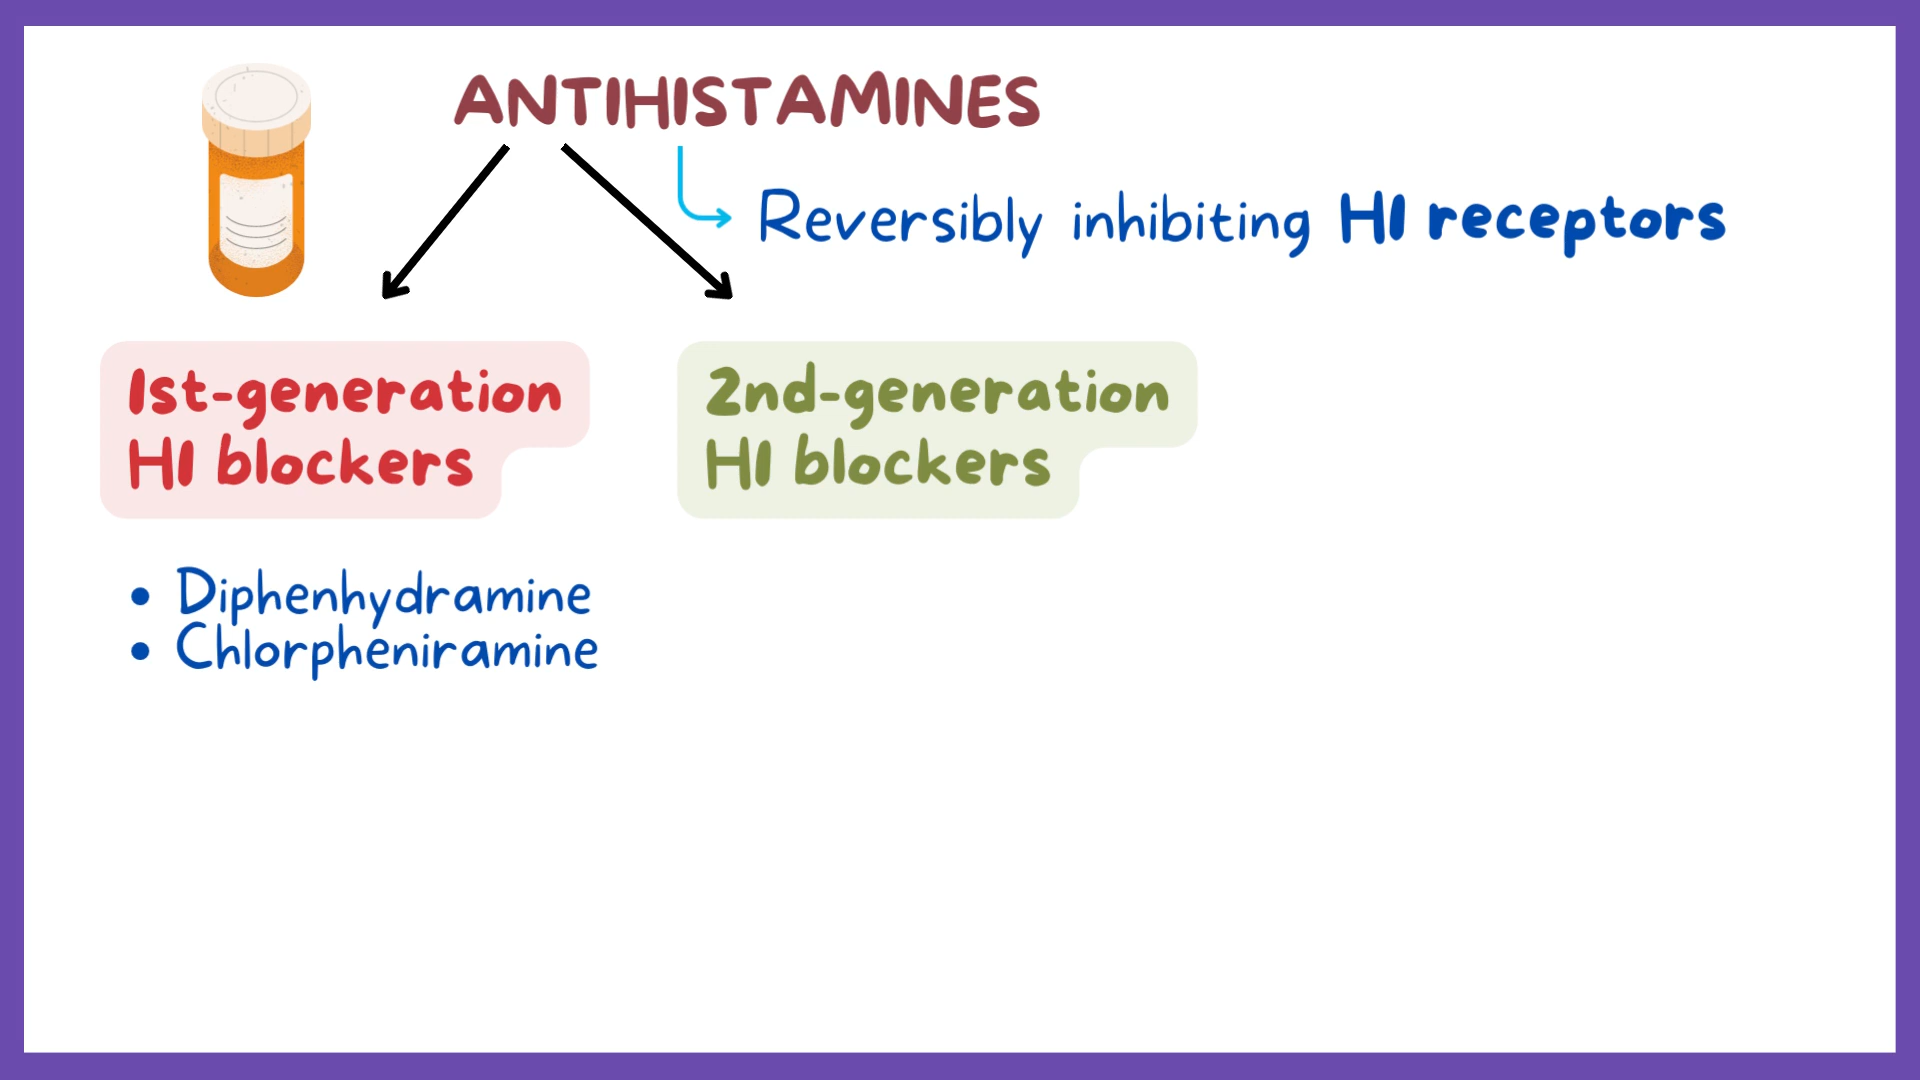 ANTIHISTAMINES
Reversibly inhibiting H1 receptors
1st-generation
H1 blockers
2nd-generation
H1 blockers
• Diphenhydramine
• Chlorpheniramine